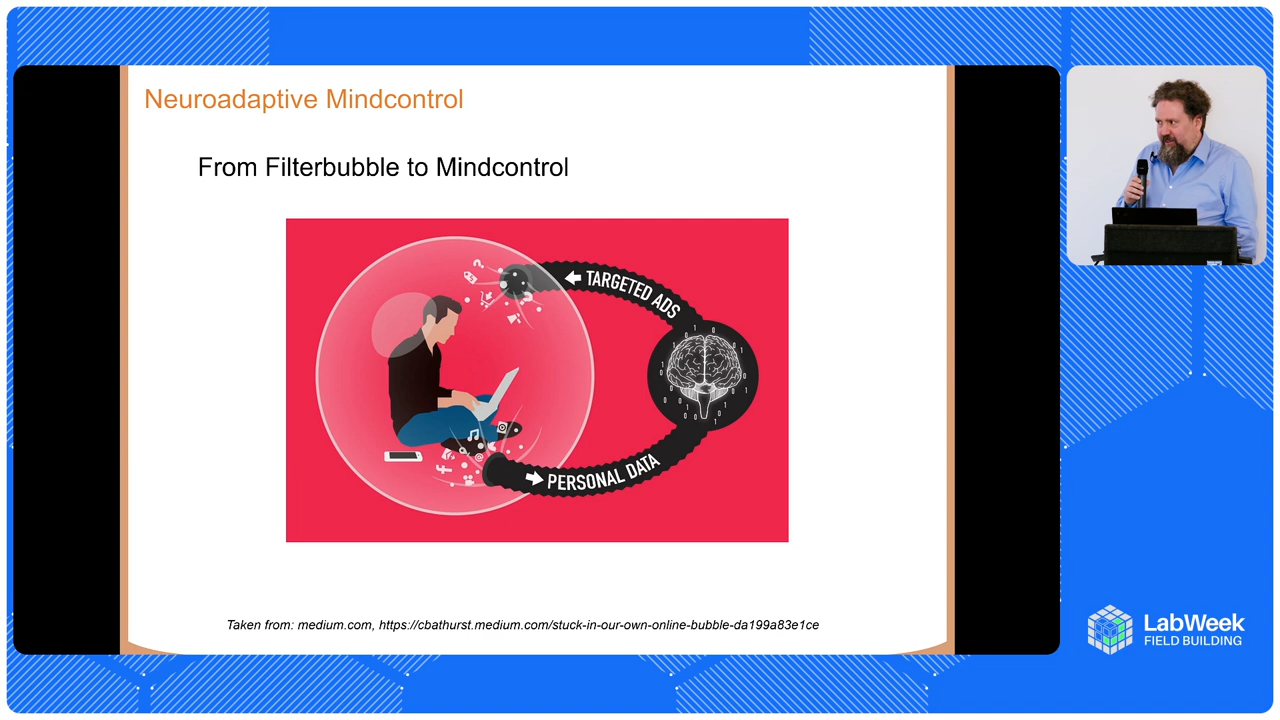 Neuroadaptive Mindcontrol
From Filterbubble to Mindcontrol
TARGETED ADS
PERSONAL DATA
Taken from: medium.com, https://cbathurst.medium.com/stuck-in-our-own-online-bubble-da199a83e1ce
LabWeek
FIELD BUILDING